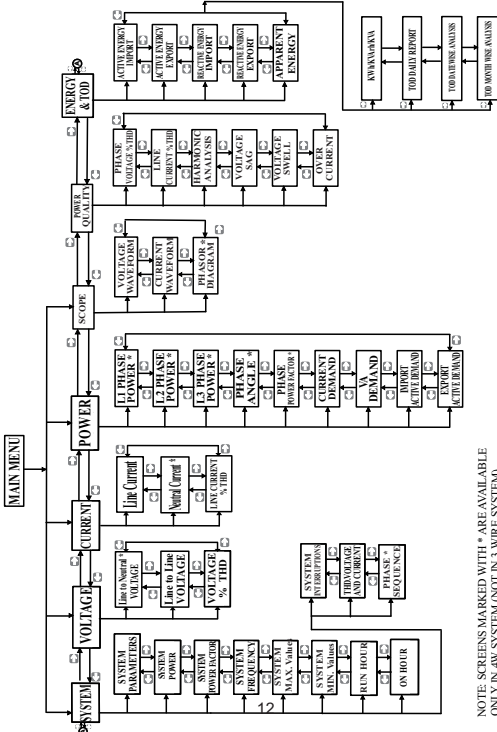 MAIN MENU
SYSTEM
VOLTAGE
CURRENT
POWER
SCOPE
POWER
QUALITY
ENERGY
& TOD
SYSTEM
PARAMETERS
SYSTEM
POWER
SYSTEM
POWER FACTOR
SYSTEM
FREQUENCY
SYSTEM
MAX. Values
SYSTEM
MIN. Values
RUN HOUR
ON HOUR
SYSTEM
INTERRUPTIONS
THD VOLTAGE
AND CURRENT
PHASE *
SEQUENCE
Line to Neutral *
VOLTAGE
Line to Line
VOLTAGE
VOLTAGE
% THD
Line Current
Neutral Current *
LINE CURRENT
% THD
L1 PHASE
POWER *
L2 PHASE
POWER *
L3 PHASE
POWER *
PHASE
ANGLE *
PHASE
POWER FACTOR *
CURRENT
DEMAND
VA
DEMAND
IMPORT
ACTIVE DEMAND
EXPORT
ACTIVE DEMAND
VOLTAGE
WAVEFORM
CURRENT
WAVEFORM
PHASOR *
DIAGRAM
PHASE
VOLTAGE %THD
LINE
CURRENT %THD
HARMONIC
ANALYSIS
VOLTAGE
SAG
VOLTAGE
SWELL
OVER
CURRENT
ACTIVE ENERGY
IMPORT
ACTIVE ENERGY
EXPORT
REACTIVE ENERGY
IMPORT
REACTIVE ENERGY
EXPORT
APPARENT
ENERGY
KWh/KVArh/KVA
TOD DAILY REPORT
TOD DATEWISE ANALYSIS
TOD MONTH WISE ANALYSIS
NOTE: SCREENS MARKED WITH * ARE AVAILABLE
ONLY IN 4W SYSTEM (NOT IN 3 WIRE SYSTEM)
12